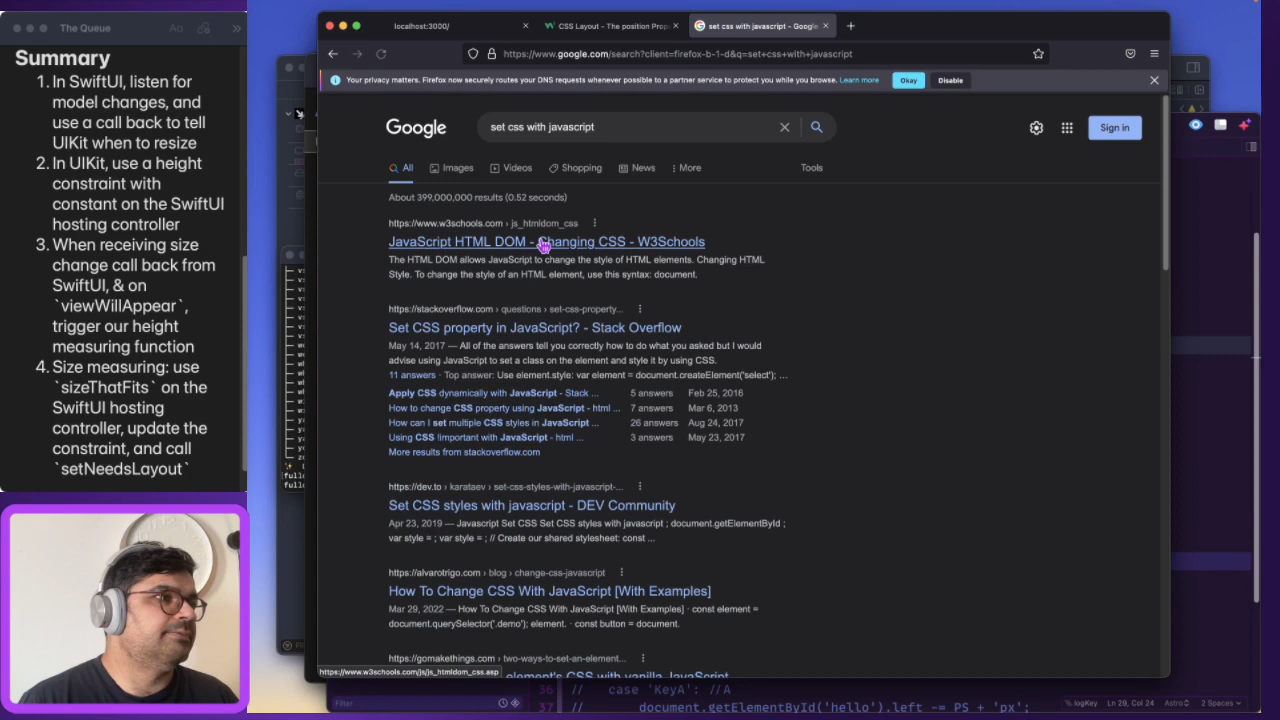 The Queue
Aa
Summary
1. In SwiftUI, listen for
model changes, and
use a call back to tell
UIKit when to resize
2. In UIKit, use a height
constraint with
constant on the SwiftUI
hosting controller
3. When receiving size
change call back from
SwiftUI, & on
`viewWillAppear`,
trigger our height
measuring function
4. Size measuring: use
`sizeThatFits` on the
SwiftUI hosting
controller, update the
constraint, and call
`setNeedsLayout`
localhost:3000/
CSS Layout - The position Prop
set css with javascript - Google
https://www.google.com/search?client=firefox-b-1-d&q=set+css+with+javascript
Your privacy matters. Firefox now securely routes your DNS requests whenever possible to a partner service to protect you while you browse. Learn more
Okay
Disable
Google
set css with javascript
Sign in
All
Images
Videos
Shopping
News
More
Tools
About 399,000,000 results (0.52 seconds)
https://www.w3schools.com › js_htmldom_css
JavaScript HTML DOM - Changing CSS - W3Schools
The HTML DOM allows JavaScript to change the style of HTML elements. Changing HTML
Style. To change the style of an HTML element, use this syntax: document.
https://stackoverflow.com › questions › set-css-property...
Set CSS property in JavaScript? - Stack Overflow
May 14, 2017 — All of the answers tell you correctly how to do what you asked but I would
advise using JavaScript to set a class on the element and style it by using CSS.
11 answers · Top answer: Use element.style: var element = document.createElement('select'); ...
Apply CSS dynamically with JavaScript - Stack ... 5 answers Feb 25, 2016
How to change CSS property using JavaScript - html ... 7 answers Mar 6, 2013
How can I set multiple CSS styles in JavaScript ... 26 answers Aug 24, 2017
Using CSS !important with JavaScript - html ... 3 answers May 23, 2017
More results from stackoverflow.com
https://dev.to › karataev › set-css-styles-with-javascript-...
Set CSS styles with javascript - DEV Community
Apr 23, 2019 — Javascript Set CSS Set CSS styles with javascript ; document.getElementById ;
var style = ; var style = ; // Create our shared stylesheet: const ...
https://alvarotrigo.com › blog › change-css-javascript
How To Change CSS With JavaScript [With Examples]
Mar 29, 2022 — How To Change CSS With JavaScript [With Examples] · const element =
document.querySelector('.demo'); element. · const button = document.
https://gomakethings.com › two-ways-to-set-an-element...
element's CSS with vanilla JavaScript
https://www.w3schools.com/js/js_htmldom_css.asp
Filter
36 // case 'KeyA': //A
37 // document.getElementById('hello').left -= PS + 'px';
logKey
Ln 29, Col 24
Astro
2 Spaces